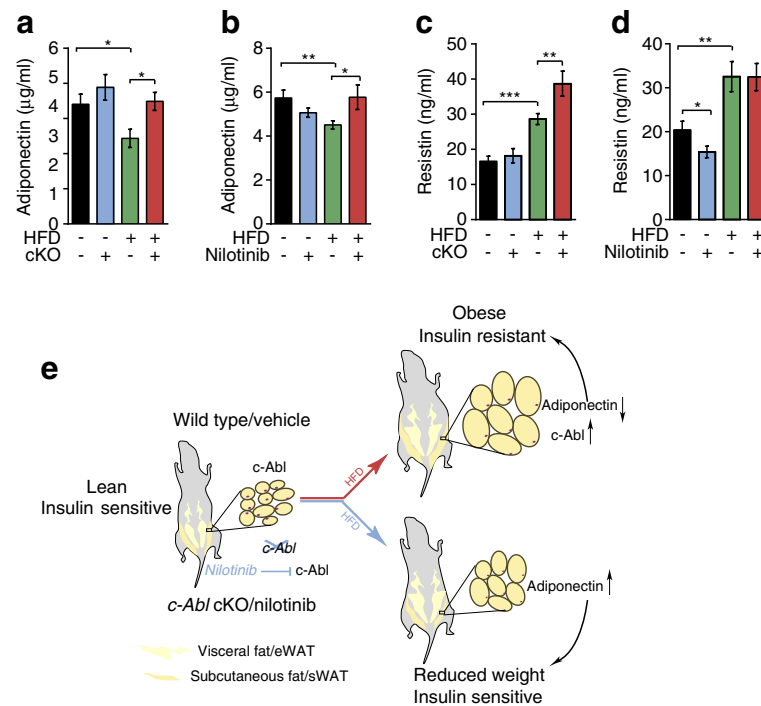 a
*
*
Adiponectin (μg/ml)
6
5
4
3
2
1
0
HFD - - + +
cKO - + - +
b
**
*
Adiponectin (μg/ml)
8
6
4
2
0
HFD - - + +
Nilotinib - + - +
c
***
**
Resistin (ng/ml)
50
40
30
20
10
0
HFD - - + +
cKO - + - +
d
**
*
Resistin (ng/ml)
40
30
20
10
0
HFD - - + +
Nilotinib - + - +
e
Obese
Insulin resistant
Adiponectin
c-Abl
Wild type/vehicle
c-Abl
HFD
Lean
Insulin sensitive
HFD
c-Abl
Nilotinib
c-Abl
c-Abl cKO/nilotinib
Adiponectin
Visceral fat/eWAT
Subcutaneous fat/sWAT
Reduced weight
Insulin sensitive